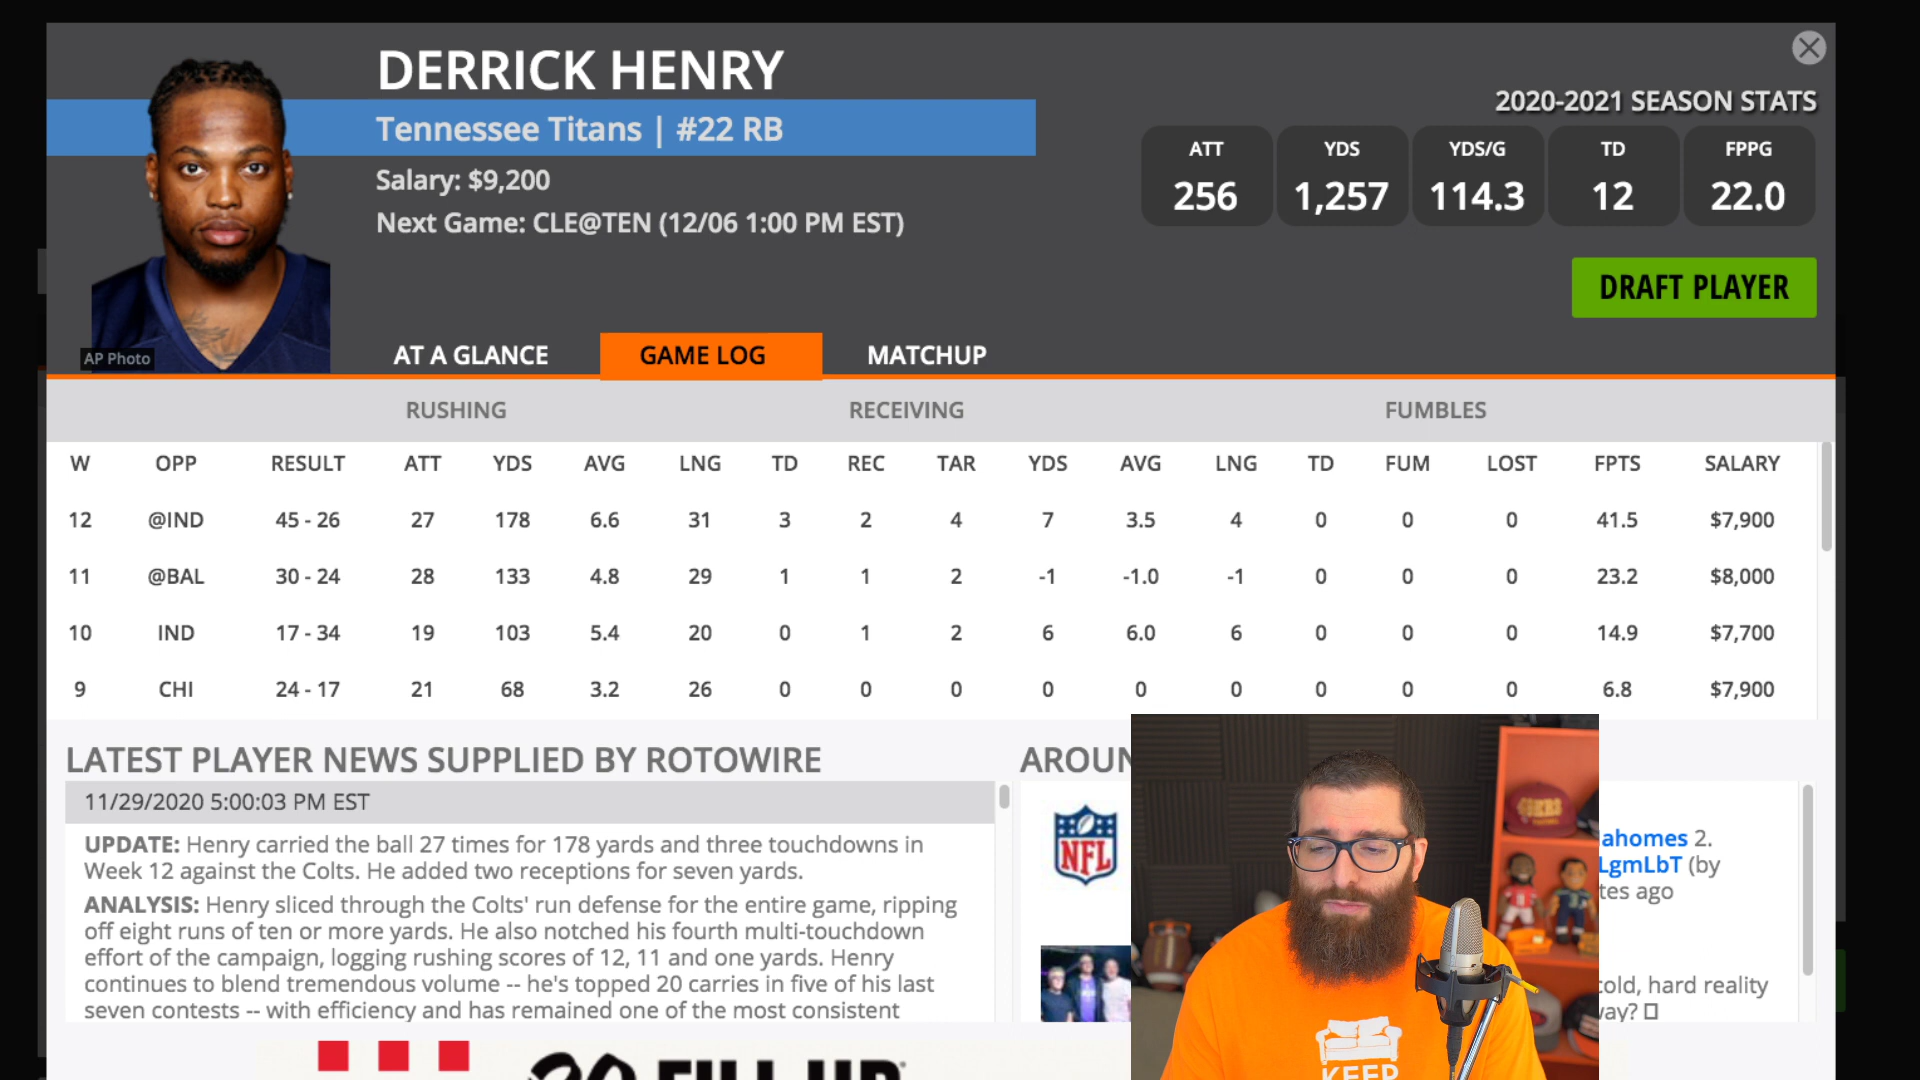 DERRICK HENRY
Tennessee Titans | #22 RB
Salary: $9,200
Next Game: CLE@TEN (12/06 1:00 PM EST)
2020-2021 SEASON STATS
ATT YDS YDS/G TD FPPG
256 1,257 114.3 12 22.0
DRAFT PLAYER
AP Photo
AT A GLANCE GAME LOG MATCHUP
RUSHING RECEIVING FUMBLES
W OPP RESULT ATT YDS AVG LNG TD REC TAR YDS AVG LNG TD FUM LOST FPTS SALARY
12 @IND 45 - 26 27 178 6.6 31 3 2 4 7 3.5 4 0 0 0 41.5 $7,900
11 @BAL 30 - 24 28 133 4.8 29 1 1 2 -1 -1.0 -1 0 0 0 23.2 $8,000
10 IND 17 - 34 19 103 5.4 20 0 1 2 6 6.0 6 0 0 0 14.9 $7,700
9 CHI 24 - 17 21 68 3.2 26 0 0 0 0 0 0 0 0 0 6.8 $7,900
LATEST PLAYER NEWS SUPPLIED BY ROTOWIRE
11/29/2020 5:00:03 PM EST
UPDATE: Henry carried the ball 27 times for 178 yards and three touchdowns in
Week 12 against the Colts. He added two receptions for seven yards.
ANALYSIS: Henry sliced through the Colts' run defense for the entire game, ripping
off eight runs of ten or more yards. He also notched his fourth multi-touchdown
effort of the campaign, logging rushing scores of 12, 11 and one yards. Henry
continues to blend tremendous volume -- he's topped 20 carries in five of his last
seven contests -- with efficiency and has remained one of the most consistent
AROUN
NFL
ahomes 2.
LgmLbT (by
tes ago
cold, hard reality
way?
KEEP
FILL UP